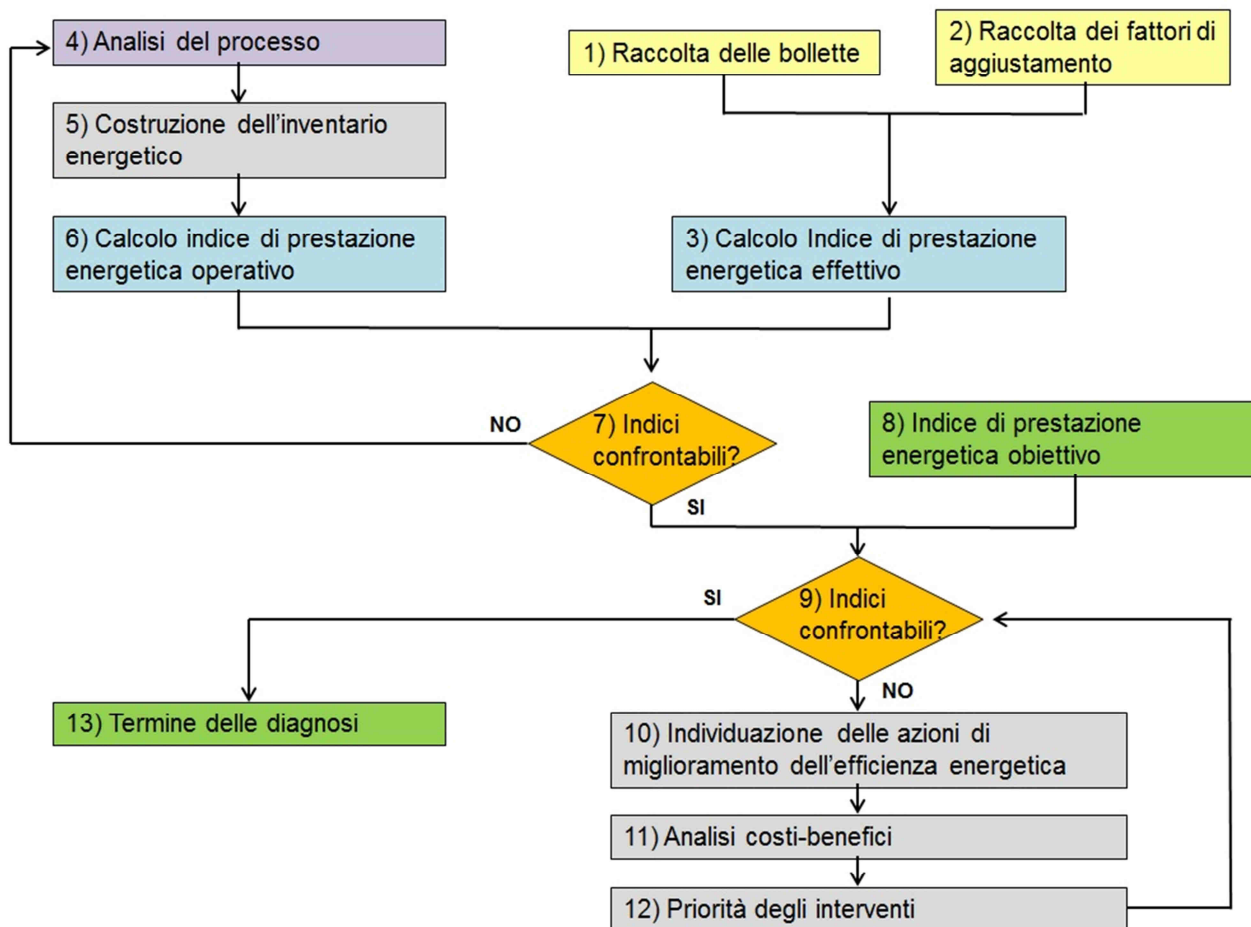 4) Analisi del processo
1) Raccolta delle bollette
2) Raccolta dei fattori di
aggiustamento
5) Costruzione dell'inventario
energetico
6) Calcolo indice di prestazione
energetica operativo
3) Calcolo Indice di prestazione
energetica effettivo
NO
7) Indici
confrontabili?
SI
8) Indice di prestazione
energetica obiettivo
SI
9) Indici
confrontabili?
NO
13) Termine delle diagnosi
10) Individuazione delle azioni di
miglioramento dell'efficienza energetica
11) Analisi costi-benefici
12) Priorità degli interventi